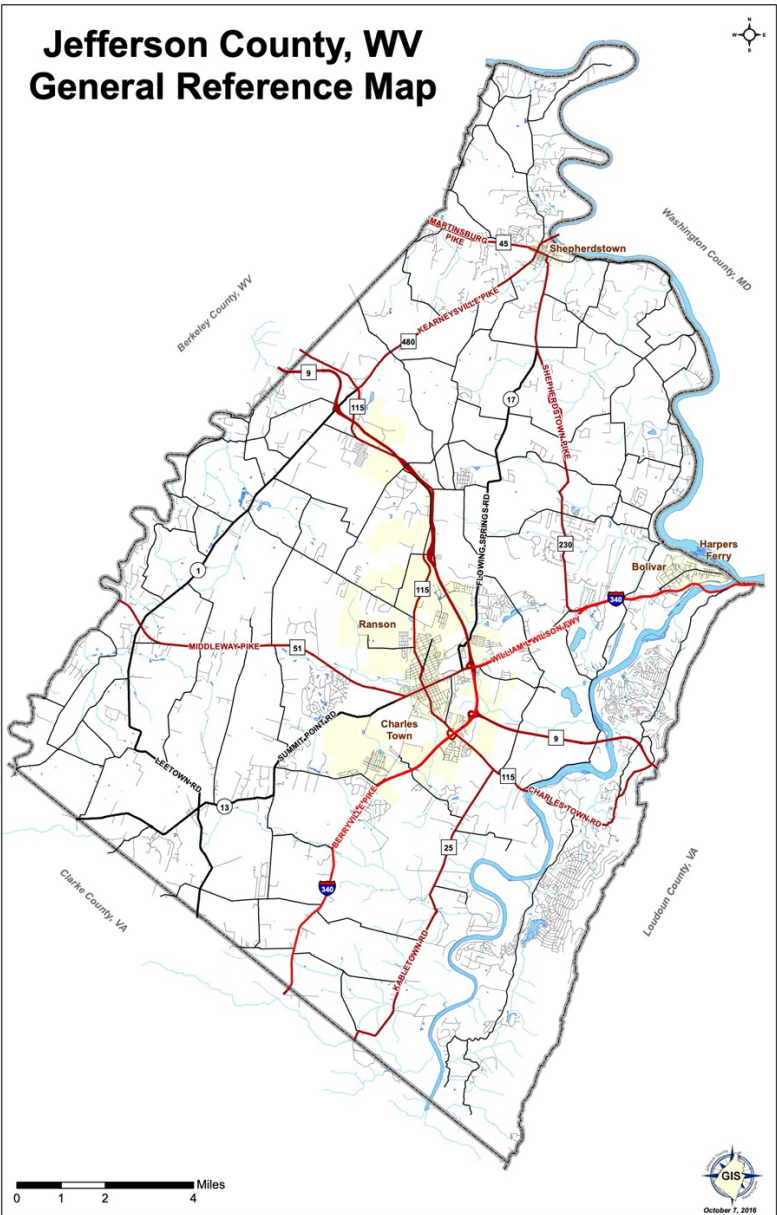 Jefferson County, WV
General Reference Map
N
W
E
S
Washington County, MD
MARTINSBURG
PIKE
45
Shepherdstown
Berkeley County, WV
KEARNEYSVILLE PIKE
480
9
115
17
SHEPHERDSTOWN PIKE
FLOWING SPRINGS RD
230
Harpers
Ferry
Bolivar
340
1
115
Ranson
WILLIAM L WILSON FWY
MIDDLEWAY PIKE
51
Charles
Town
SUMMIT POINT RD
9
LEETOWN RD
115
CHARLES TOWN RD
13
BERRYVILLE PIKE
25
340
Clarke County, VA
Loudoun County, VA
KABLETOWN RD
Miles
0 1 2 4
GIS
October 7, 2016